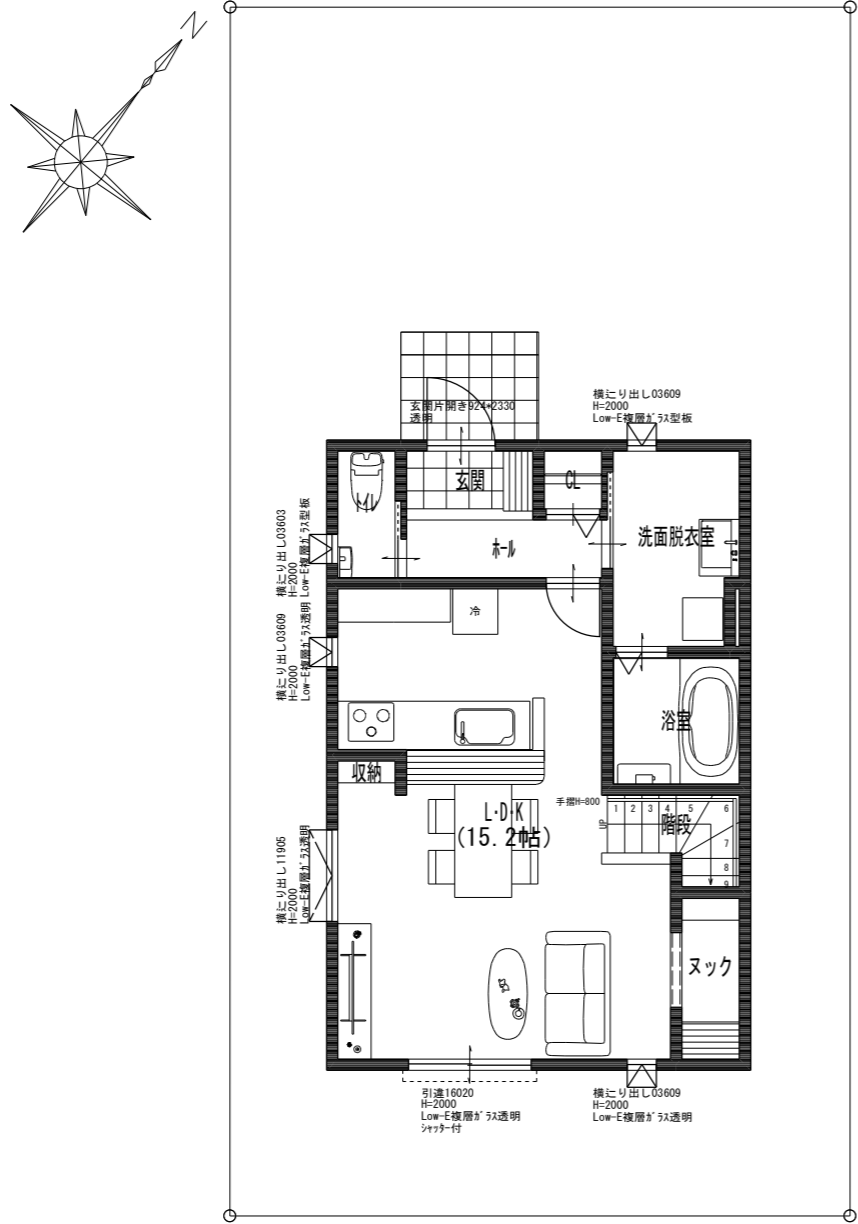 N
横辷り出し03609
H=2000
Low-E複層ガラス型板
玄関片開き924*2330
透明
玄関
CL
トイレ
ホール
洗面脱衣室
横辷り出し03603
H=2000
Low-E複層ガラス型板
横辷り出し03609
H=2000
Low-E複層ガラス透明
冷
浴室
収納
L・D・K
(15.2帖)
手摺H=800
UP
1 2 3 4 5 6
階段
7
8
9
横辷り出し11905
H=2000
Low-E複層ガラス透明
ヌック
引違16020
H=2000
Low-E複層ガラス透明
シャッター付
横辷り出し03609
H=2000
Low-E複層ガラス透明